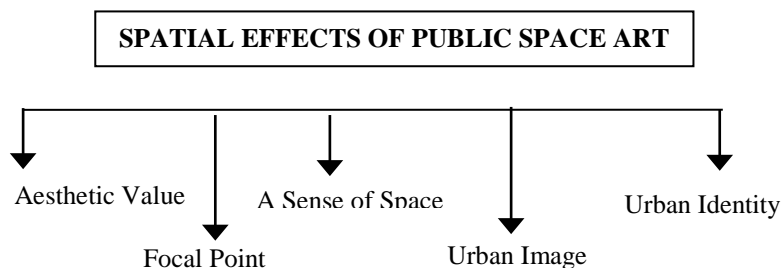 SPATIAL EFFECTS OF PUBLIC SPACE ART
Aesthetic Value
A Sense of Space
Urban Identity
Focal Point
Urban Image